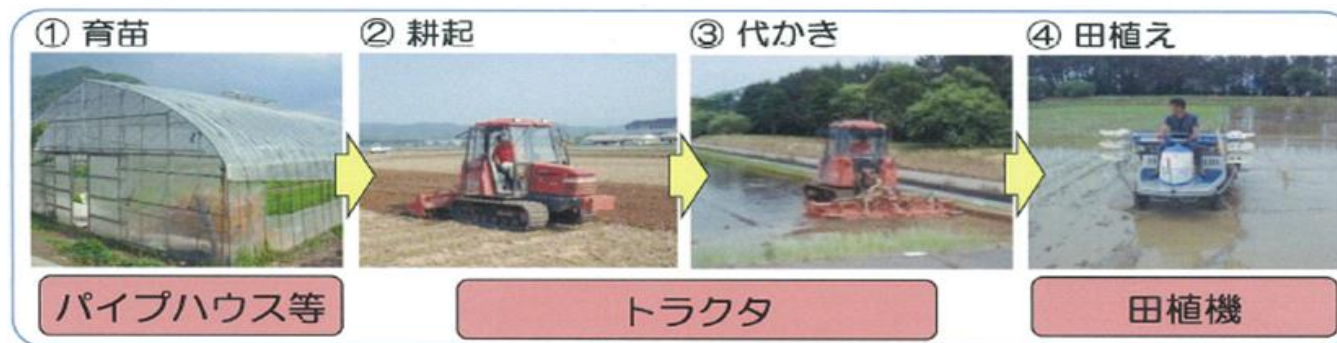 ① 育苗
② 耕起
③ 代かき
④ 田植え
パイプハウス等
トラクタ
田植機